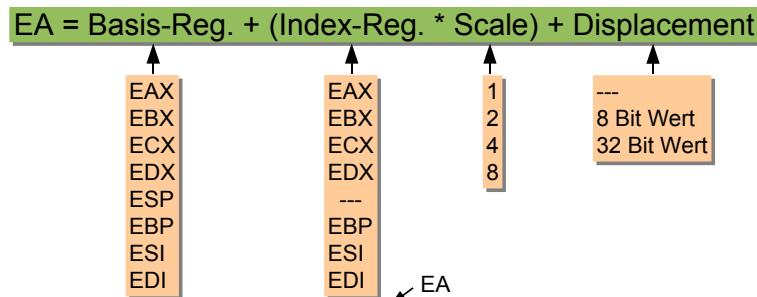 EA = Basis-Reg. + (Index-Reg. * Scale) + Displacement
EAX
EBX
ECX
EDX
ESP
EBP
ESI
EDI
EAX
EBX
ECX
EDX
---
EBP
ESI
EDI
1
2
4
8
---
8 Bit Wert
32 Bit Wert
EA